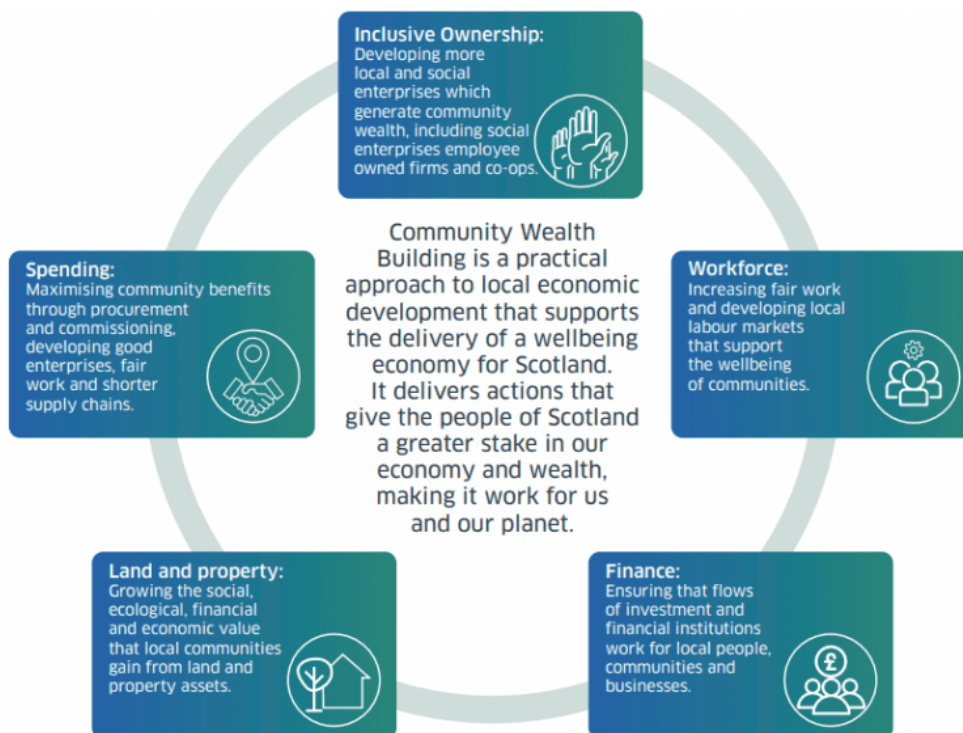 Inclusive Ownership:
Developing more
local and social
enterprises which
generate community
wealth, including social
enterprises employee
owned firms and co-ops.
Community Wealth
Building is a practical
approach to local economic
development that supports
the delivery of a wellbeing
economy for Scotland.
It delivers actions that
give the people of Scotland
a greater stake in our
economy and wealth,
making it work for us
and our planet.
Spending:
Maximising community benefits
through procurement
and commissioning,
developing good
enterprises, fair
work and shorter
supply chains.
Workforce:
Increasing fair work
and developing local
labour markets
that support
the wellbeing
of communities.
Land and property:
Growing the social,
ecological, financial
and economic value
that local communities
gain from land and
property assets.
Finance:
Ensuring that flows
of investment and
financial institutions
work for local people,
communities and
businesses.
£